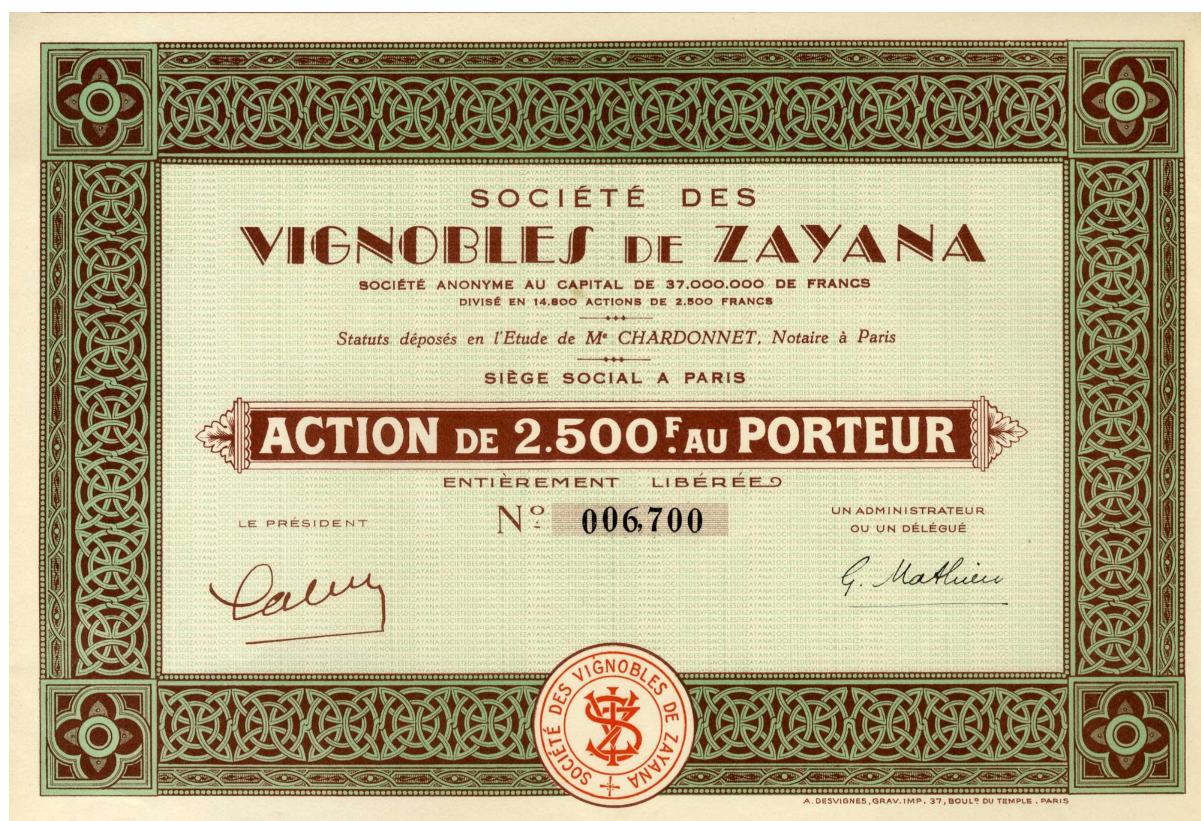 SOCIÉTÉ DES
VIGNOBLES DE ZAYANA
SOCIÉTÉ ANONYME AU CAPITAL DE 37.000.000 DE FRANCS
DIVISÉ EN 14.800 ACTIONS DE 2.500 FRANCS
Statuts déposés en l'Etude de Me CHARDONNET, Notaire à Paris
SIÈGE SOCIAL A PARIS
ACTION DE 2.500 F. AU PORTEUR
ENTIÈREMENT LIBÉRÉE
LE PRÉSIDENT
No 006,700
UN ADMINISTRATEUR
OU UN DÉLÉGUÉ
G. Mathieu
SOCIÉTÉ DES VIGNOBLES DE ZAYANA
A. DESVIGNES, GRAV. IMP. 37, BOULD DU TEMPLE. PARIS